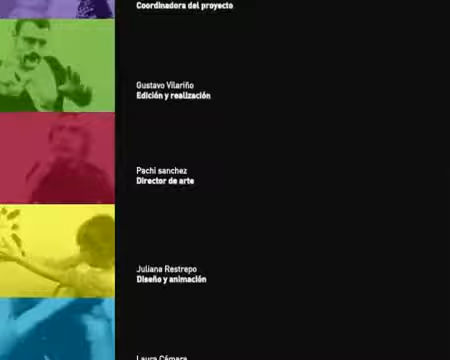 Coordinadora del proyecto
Gustavo Vilariño
Edición y realización
Pachi sanchez
Director de arte
Juliana Restrepo
Diseño y animación
Laura Cámara